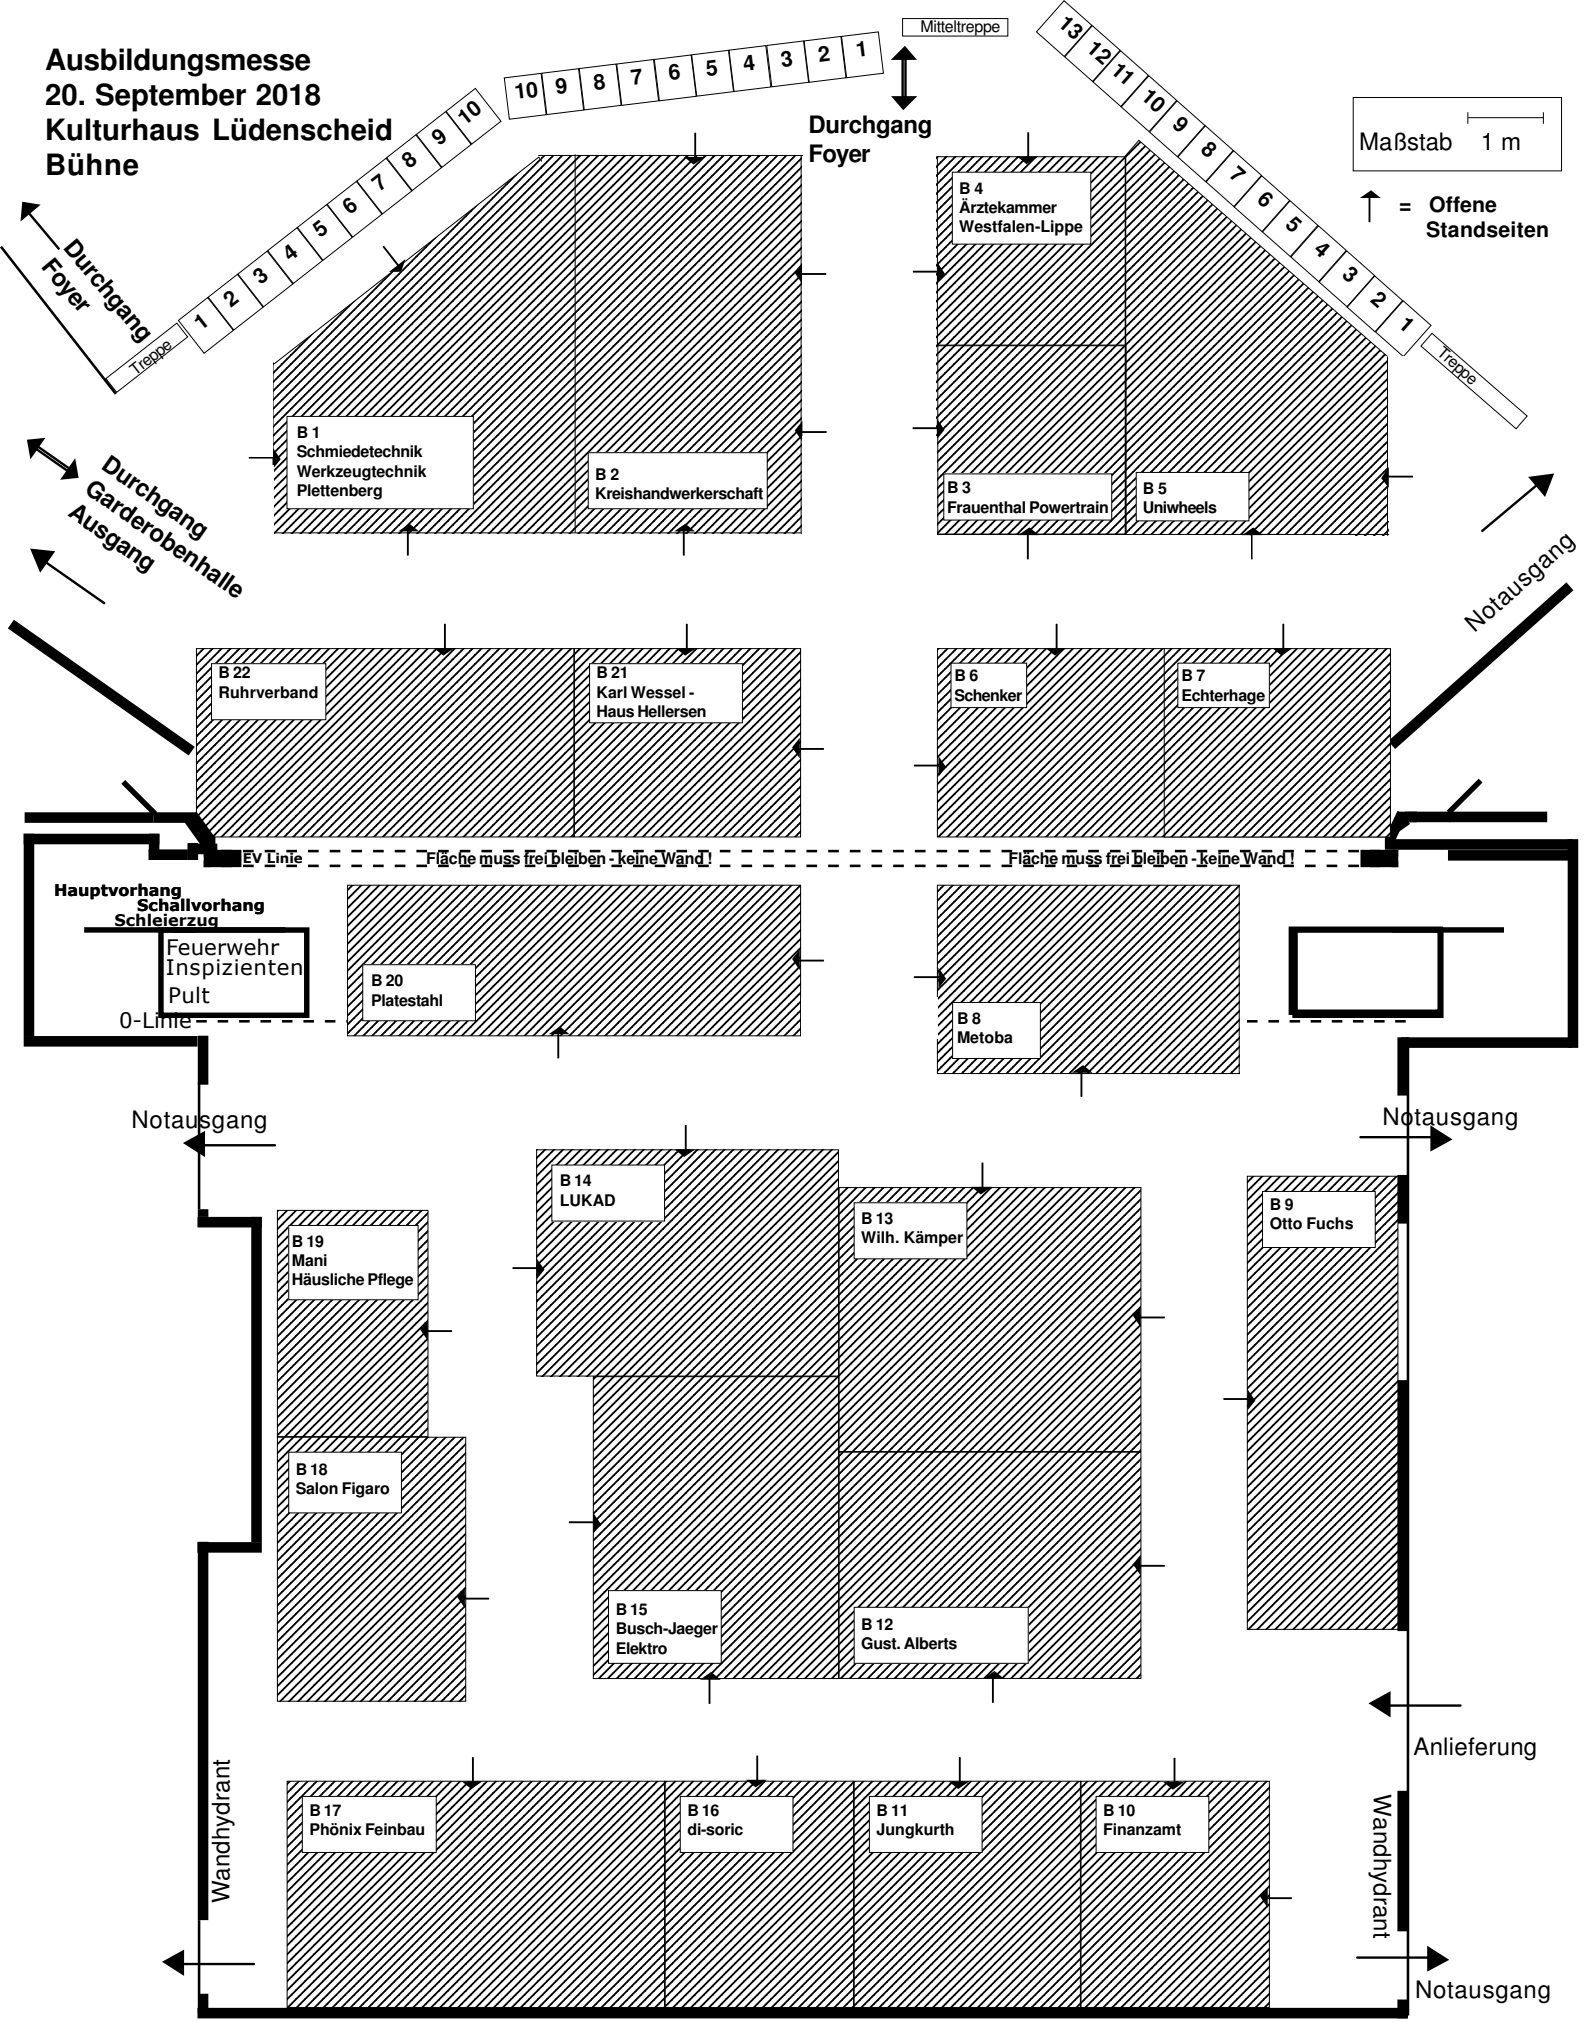 Ausbildungsmesse
20. September 2018
Kulturhaus Lüdenscheid
Bühne
Mitteltreppe
10 9 8 7 6 5 4 3 2 1
1 2 3 4 5 6 7 8 9 10
13 12 11 10 9 8 7 6 5 4 3 2 1
Durchgang
Foyer
Maßstab 1 m
= Offene
Standseiten
Durchgang
Foyer
Treppe
Treppe
B 4
Ärztekammer
Westfalen-Lippe
B 1
Schmiedetechnik
Werkzeugtechnik
Plettenberg
B 2
Kreishandwerkerschaft
B 3
Frauenthal Powertrain
B 5
Uniwheels
Durchgang
Garderobenhalle
Ausgang
Notausgang
B 22
Ruhrverband
B 21
Karl Wessel -
Haus Hellersen
B 6
Schenker
B 7
Echterhage
EV Linie
Fläche muss frei bleiben - keine Wand !
Fläche muss frei bleiben - keine Wand !
Hauptvorhang
Schallvorhang
Schleierzug
Feuerwehr
Inspizienten
Pult
0-Linie
B 20
Platestahl
B 8
Metoba
Notausgang
Notausgang
B 14
LUKAD
B 13
Wilh. Kämper
B 9
Otto Fuchs
B 19
Mani
Häusliche Pflege
B 18
Salon Figaro
B 15
Busch-Jaeger
Elektro
B 12
Gust. Alberts
Anlieferung
Wandhydrant
Wandhydrant
B 17
Phönix Feinbau
B 16
di-soric
B 11
Jungkurth
B 10
Finanzamt
Notausgang